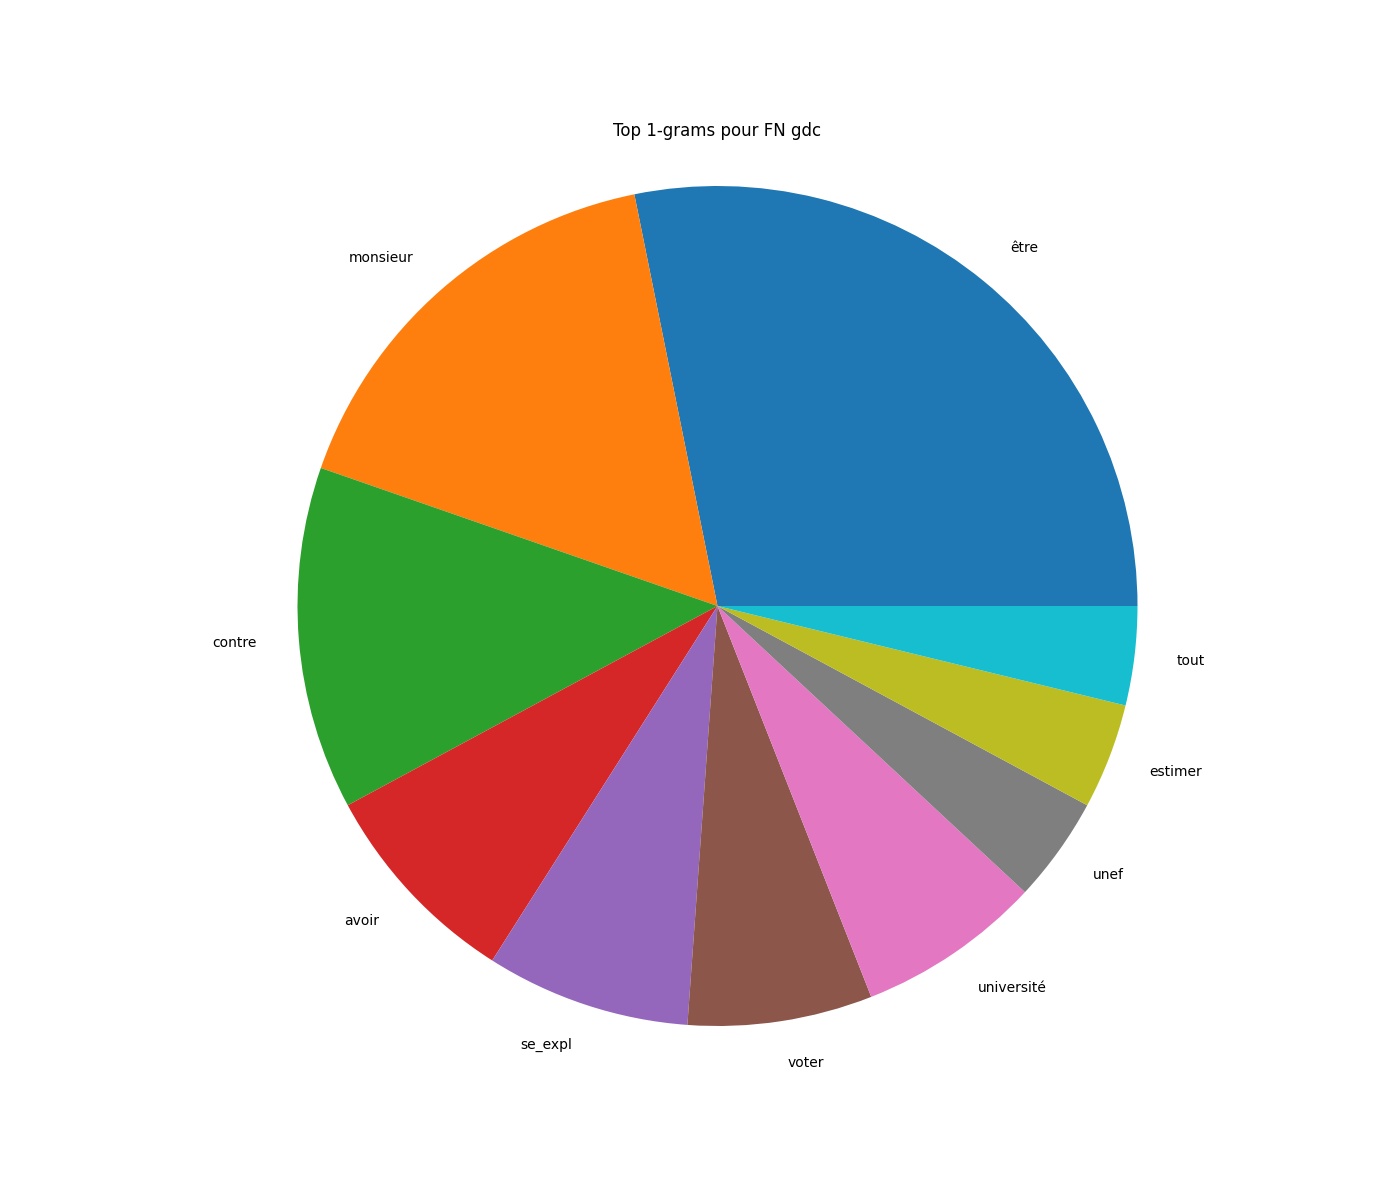 Top 1-grams pour FN gdc
être
monsieur
contre
avoir
se_expl
voter
université
unef
estimer
tout